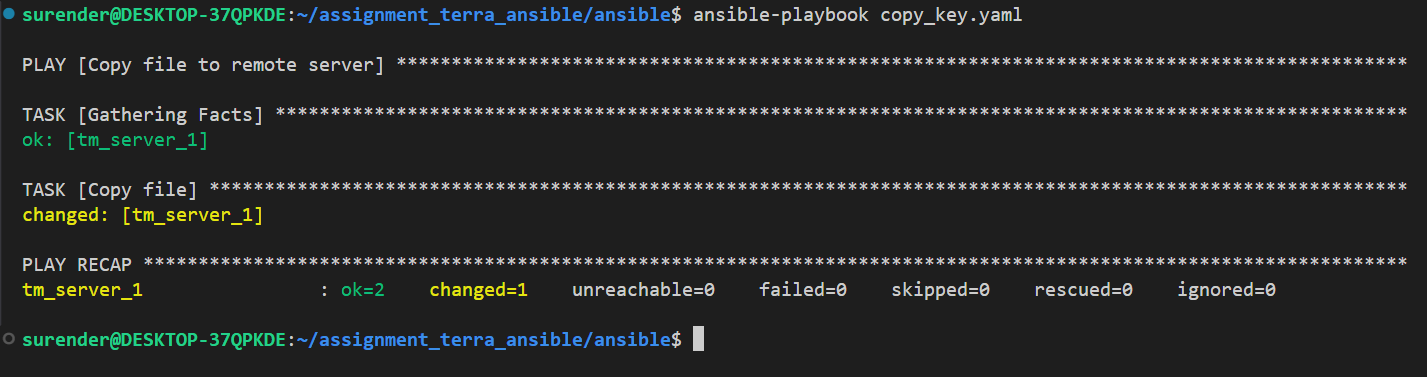 surender@DESKTOP-37QPKDE:~/assignment_terra_ansible/ansible$ ansible-playbook copy_key.yaml
PLAY [Copy file to remote server] ********************************************************************************************
TASK [Gathering Facts] *******************************************************************************************************
ok: [tm_server_1]
TASK [Copy file] *************************************************************************************************************
changed: [tm_server_1]
PLAY RECAP *******************************************************************************************************************
tm_server_1                : ok=2    changed=1    unreachable=0    failed=0    skipped=0    rescued=0    ignored=0
surender@DESKTOP-37QPKDE:~/assignment_terra_ansible/ansible$